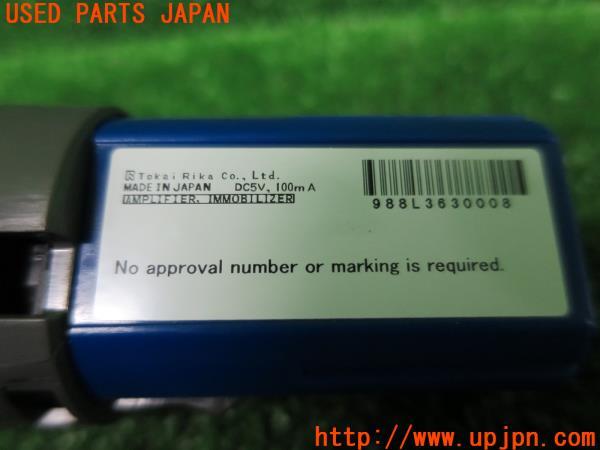 USED PARTS JAPAN
Tokai Rika Co., Ltd.
MADE IN JAPAN DC5V, 100mA
AMPLIFIER, IMMOBILIZER
988L3630008
No approval number or marking is required.
http://www.upjpn.com